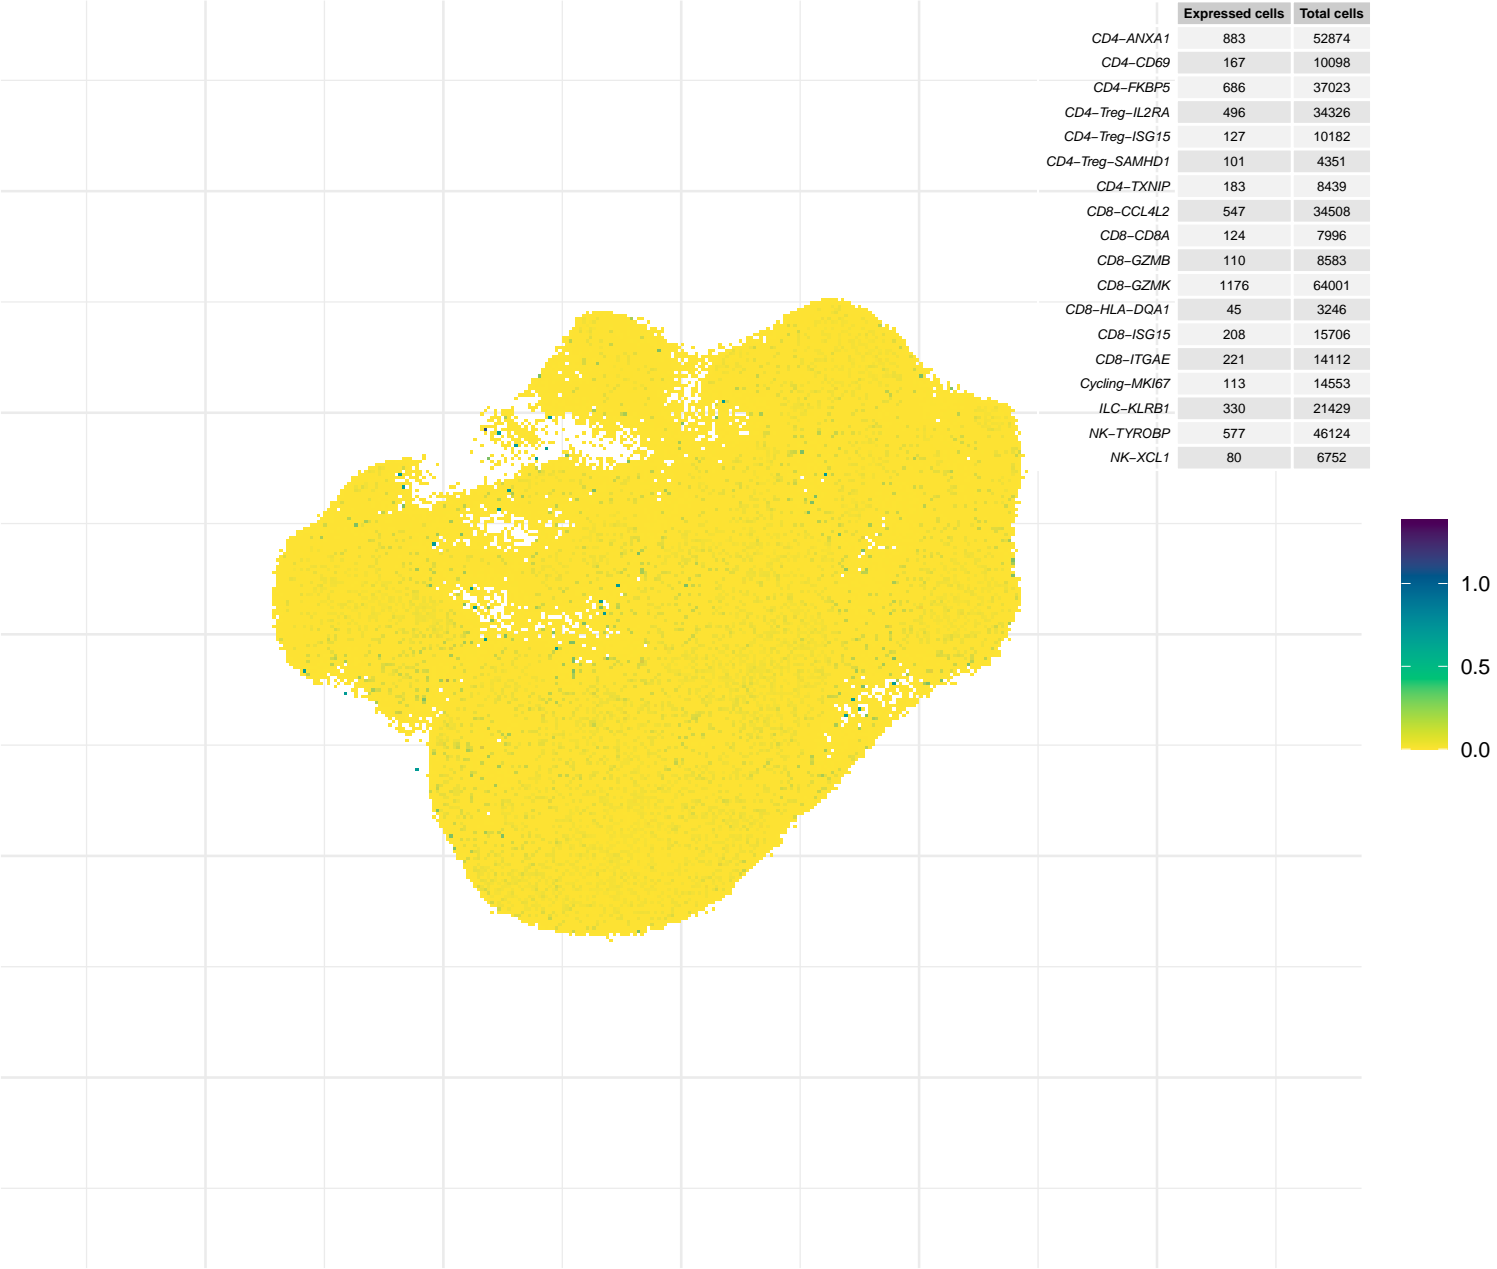 Expressed cells Total cells
CD4−ANXA1 883 52874
CD4−CD69 167 10098
CD4−FKBP5 686 37023
CD4−Treg−IL2RA 496 34326
CD4−Treg−ISG15 127 10182
CD4−Treg−SAMHD1 101 4351
CD4−TXNIP 183 8439
CD8−CCL4L2 547 34508
CD8−CD8A 124 7996
CD8−GZMB 110 8583
CD8−GZMK 1176 64001
CD8−HLA−DQA1 45 3246
CD8−ISG15 208 15706
CD8−ITGAE 221 14112
Cycling−MKI67 113 14553
ILC−KLRB1 330 21429
NK−TYROBP 577 46124
NK−XCL1 80 6752
1.0
0.5
0.0